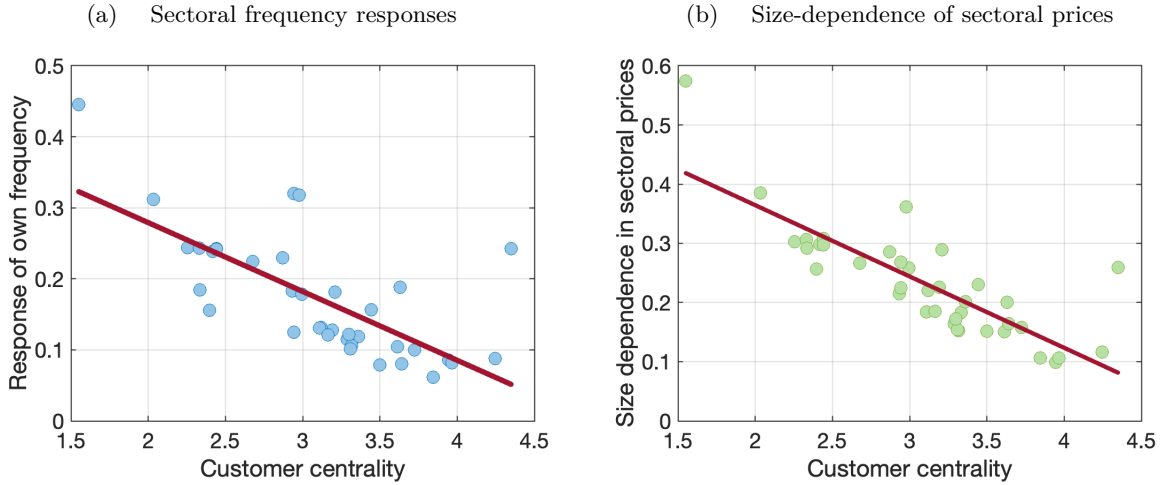 (a) Sectoral frequency responses
0.5
0.4
0.3
0.2
0.1
0
Response of own frequency
1.5 2 2.5 3 3.5 4 4.5
Customer centrality
(b) Size-dependence of sectoral prices
0.6
0.5
0.4
0.3
0.2
0.1
0
Size dependence in sectoral prices
1.5 2 2.5 3 3.5 4 4.5
Customer centrality